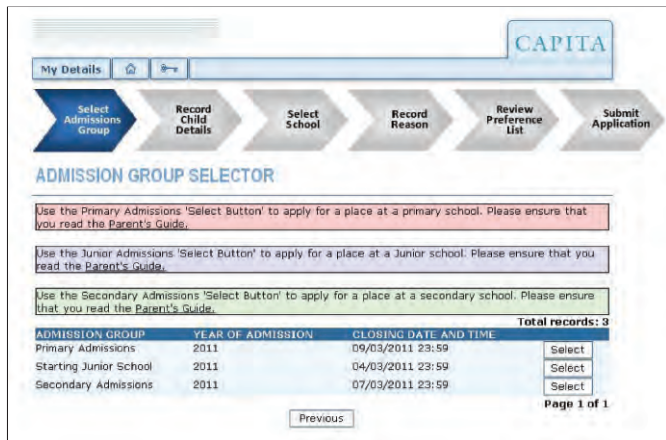 CAPITA
My Details
Select Admissions Group
Record Child Details
Select School
Record Reason
Review Preference List
Submit Application
ADMISSION GROUP SELECTOR
Use the Primary Admissions 'Select Button' to apply for a place at a primary school. Please ensure that
you read the Parent's Guide.
Use the Junior Admissions 'Select Button' to apply for a place at a Junior school. Please ensure that you
read the Parent's Guide.
Use the Secondary Admissions 'Select Button' to apply for a place at a secondary school. Please ensure
that you read the Parent's Guide.
Total records: 3
ADMISSION GROUP YEAR OF ADMISSION CLOSING DATE AND TIME
Primary Admissions 2011 09/03/2011 23:59 Select
Starting Junior School 2011 04/03/2011 23:59 Select
Secondary Admissions 2011 07/03/2011 23:59 Select
Page 1 of 1
Previous